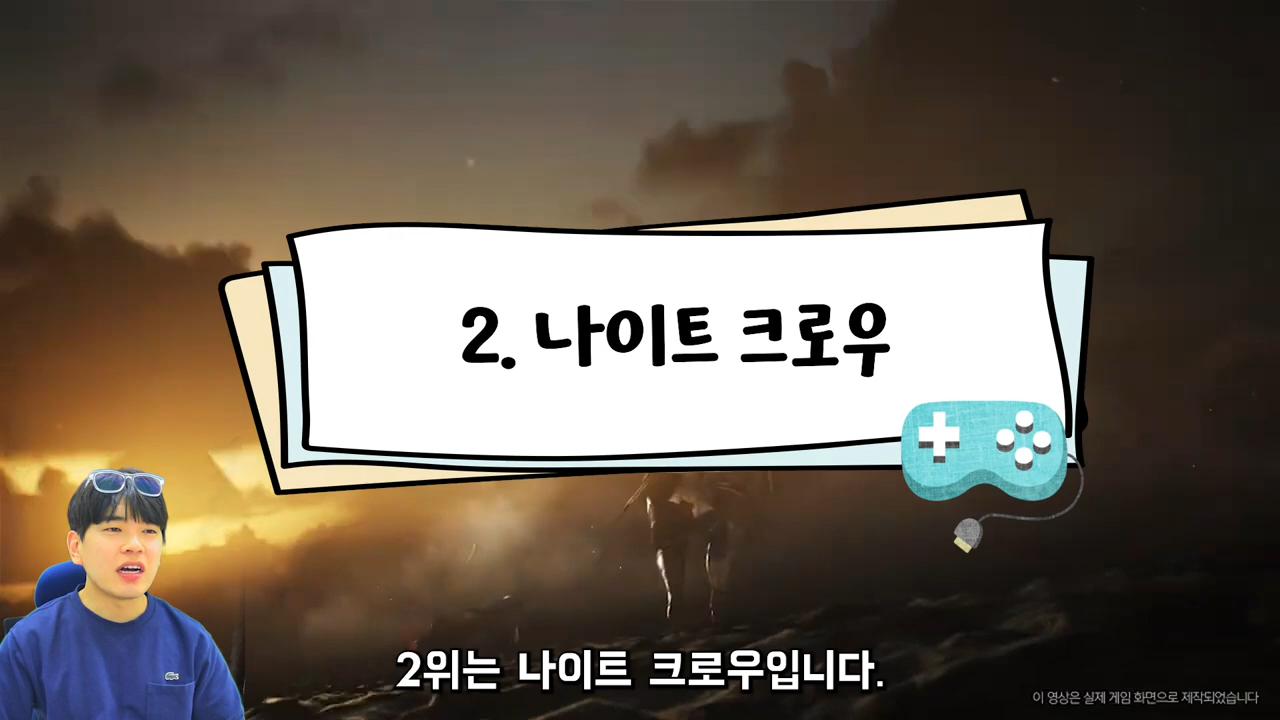 2. 나이트 크로우
2위는 나이트 크로우입니다.
이 영상은 실제 게임 화면으로 제작되었습니다